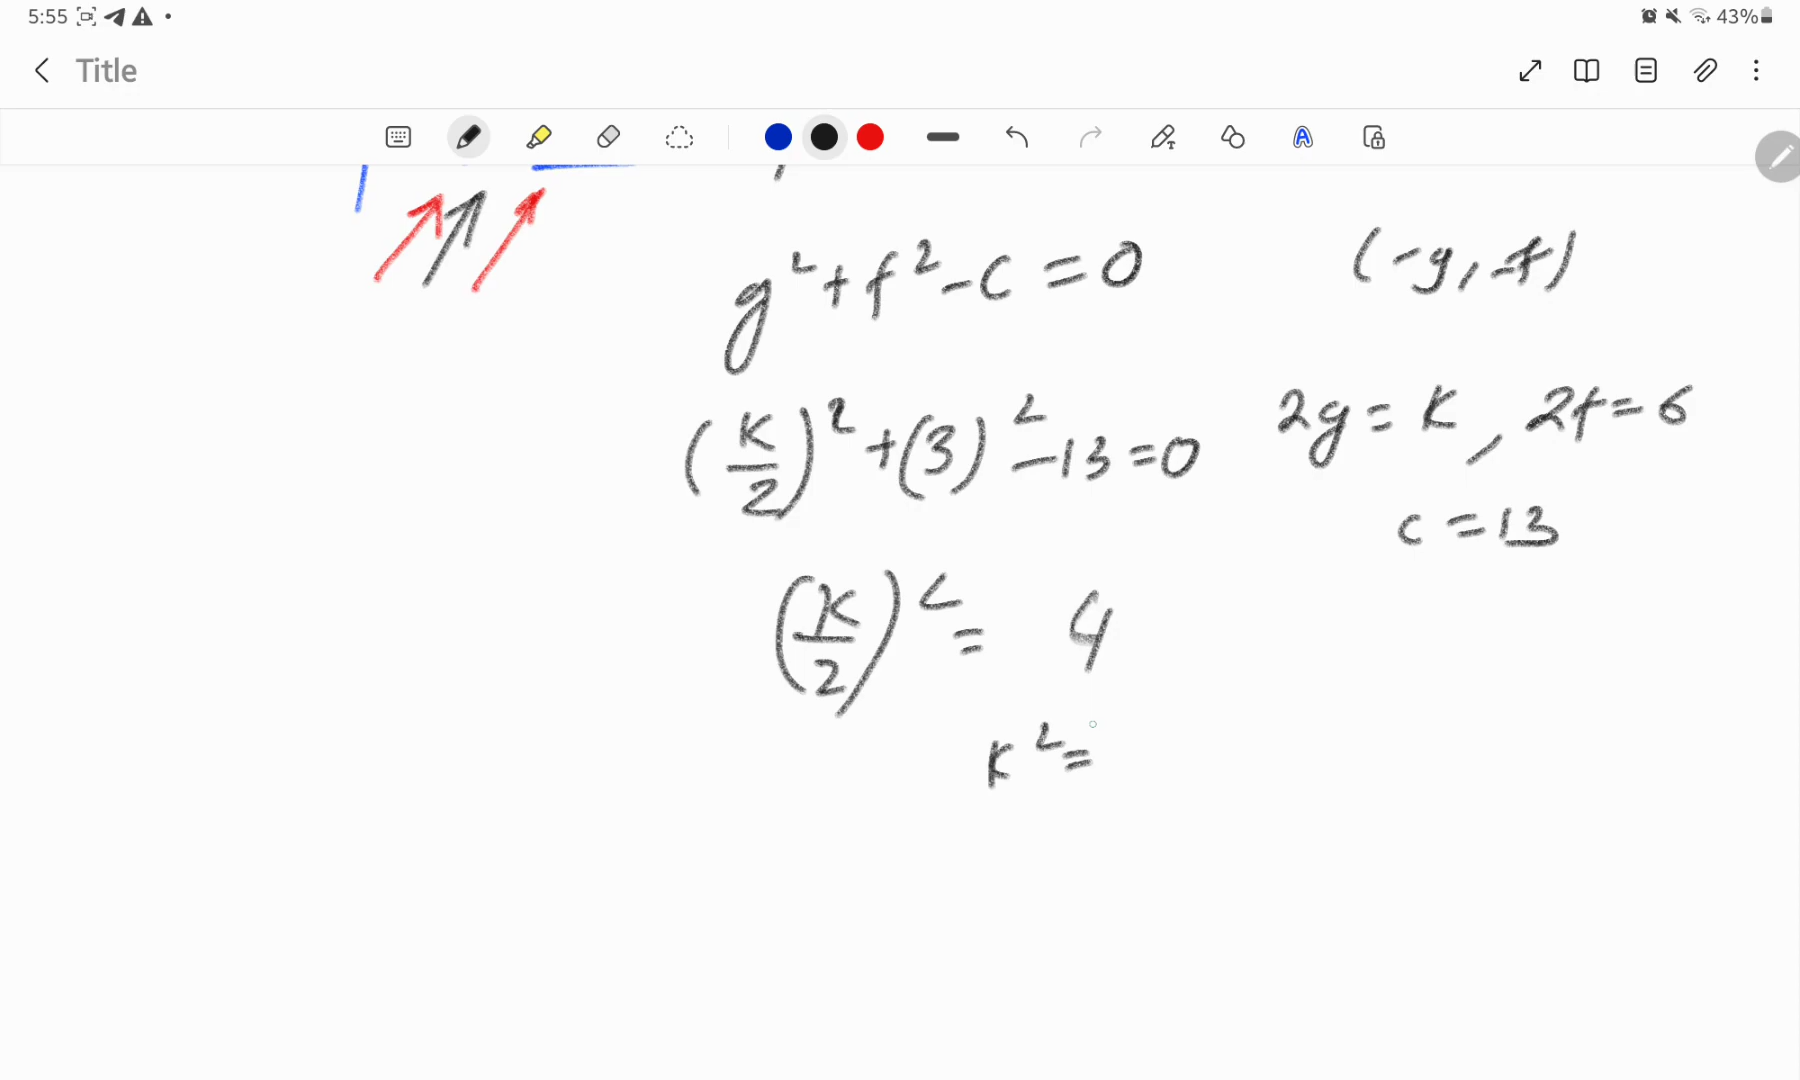 5:55 43%
Title
g² + f² - c = 0 (-g, -f)
(K/2)² + (3)² - 13 = 0 2g = K, 2f = 6
c = 13
(K/2)² = 4
K² =